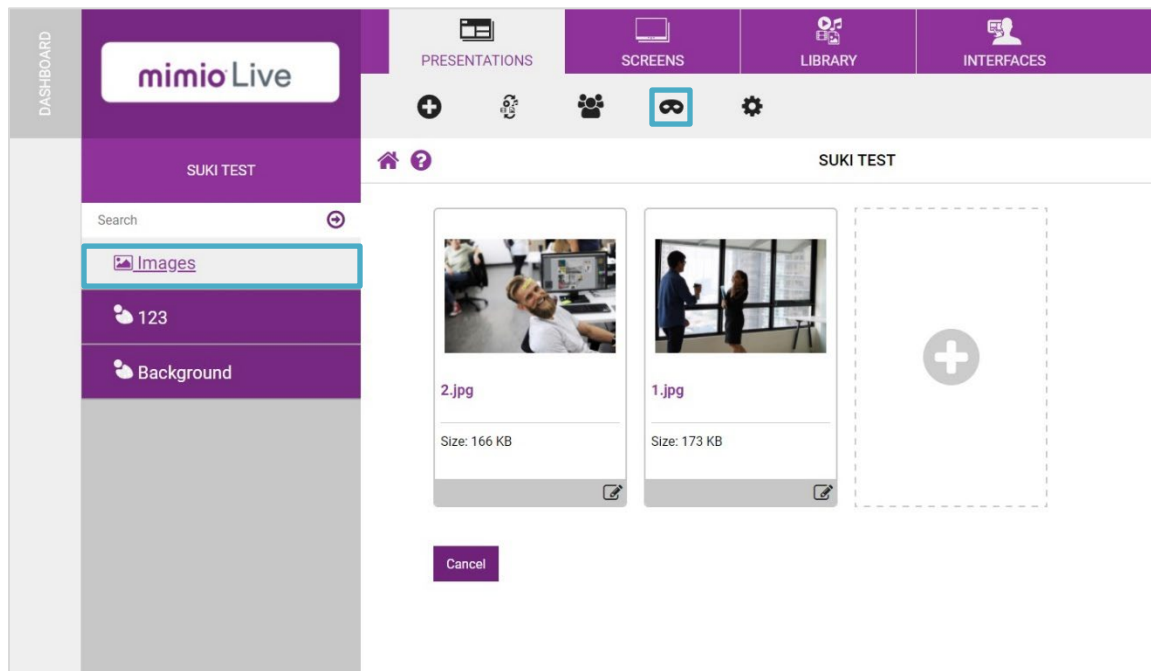 DASHBOARD
mimio Live
PRESENTATIONS
SCREENS
LIBRARY
INTERFACES
SUKI TEST
SUKI TEST
Search
Images
123
Background
2.jpg
1.jpg
Size: 166 KB
Size: 173 KB
Cancel